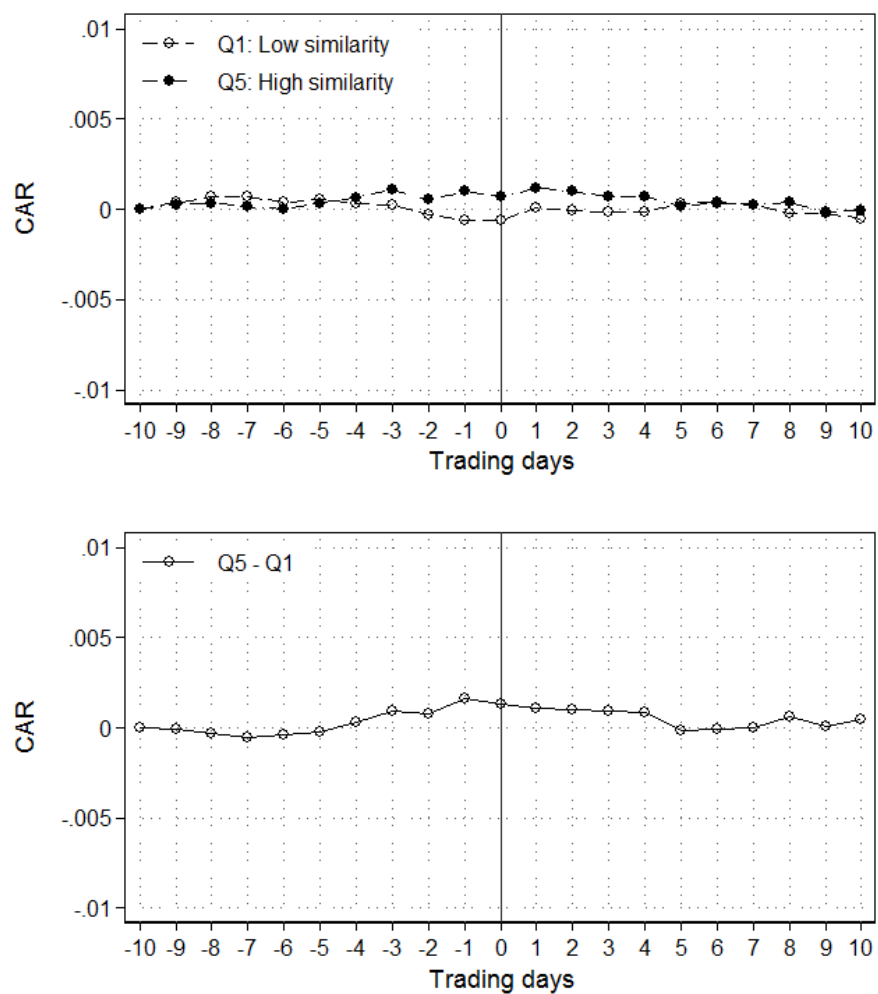 .01
Q1: Low similarity
Q5: High similarity
.005
0
-.005
-.01
CAR
-10 -9 -8 -7 -6 -5 -4 -3 -2 -1 0 1 2 3 4 5 6 7 8 9 10
Trading days
.01
Q5 - Q1
.005
0
-.005
-.01
CAR
-10 -9 -8 -7 -6 -5 -4 -3 -2 -1 0 1 2 3 4 5 6 7 8 9 10
Trading days